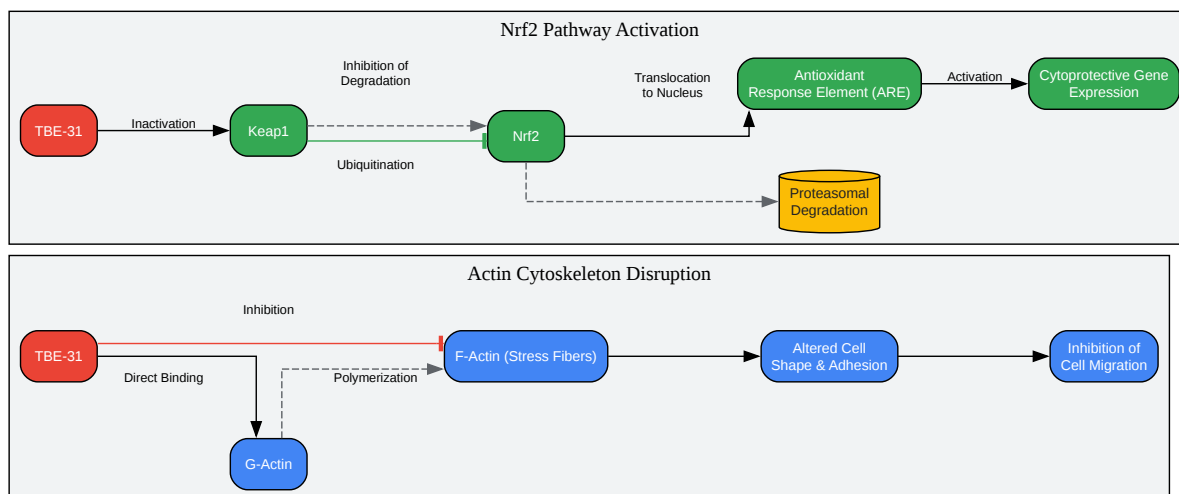 Nrf2 Pathway Activation
Inhibition of
Degradation
Translocation
to Nucleus
Antioxidant
Response Element (ARE)
Activation
Cytoprotective Gene
Expression
TBE-31
Inactivation
Keap1
Nrf2
Ubiquitination
Proteasomal
Degradation
Actin Cytoskeleton Disruption
Inhibition
TBE-31
F-Actin (Stress Fibers)
Altered Cell
Shape & Adhesion
Inhibition of
Cell Migration
Direct Binding
Polymerization
G-Actin